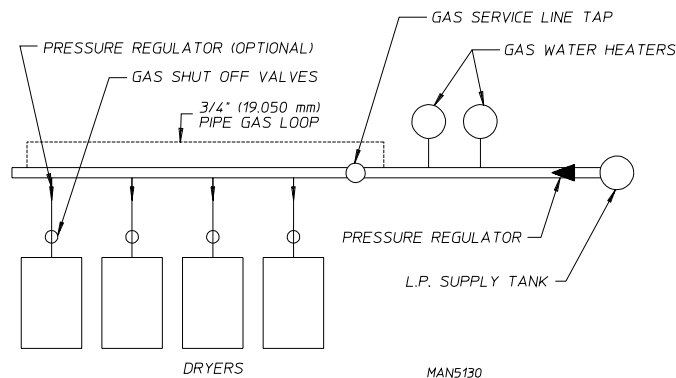 GAS SERVICE LINE TAP
PRESSURE REGULATOR (OPTIONAL)
GAS WATER HEATERS
GAS SHUT OFF VALVES
3/4" (19.050 mm)
PIPE GAS LOOP
PRESSURE REGULATOR
L.P. SUPPLY TANK
DRYERS
MAN5130